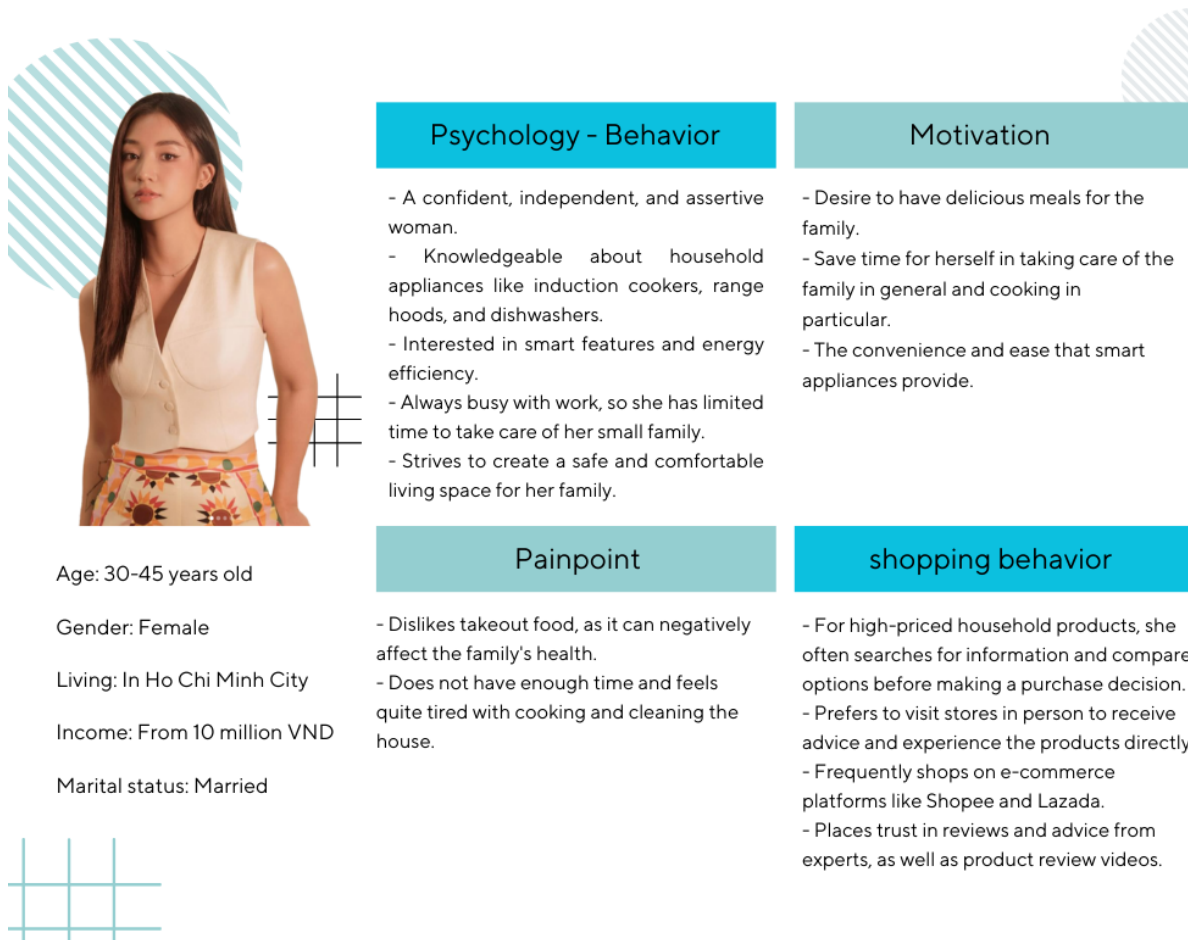 Psychology - Behavior
- A confident, independent, and assertive
woman.
- Knowledgeable about household
appliances like induction cookers, range
hoods, and dishwashers.
- Interested in smart features and energy
efficiency.
- Always busy with work, so she has limited
time to take care of her small family.
- Strives to create a safe and comfortable
living space for her family.
Motivation
- Desire to have delicious meals for the
family.
- Save time for herself in taking care of the
family in general and cooking in
particular.
- The convenience and ease that smart
appliances provide.
Age: 30-45 years old
Gender: Female
Living: In Ho Chi Minh City
Income: From 10 million VND
Marital status: Married
Painpoint
- Dislikes takeout food, as it can negatively
affect the family's health.
- Does not have enough time and feels
quite tired with cooking and cleaning the
house.
shopping behavior
- For high-priced household products, she
often searches for information and compare
options before making a purchase decision.
- Prefers to visit stores in person to receive
advice and experience the products directly
- Frequently shops on e-commerce
platforms like Shopee and Lazada.
- Places trust in reviews and advice from
experts, as well as product review videos.